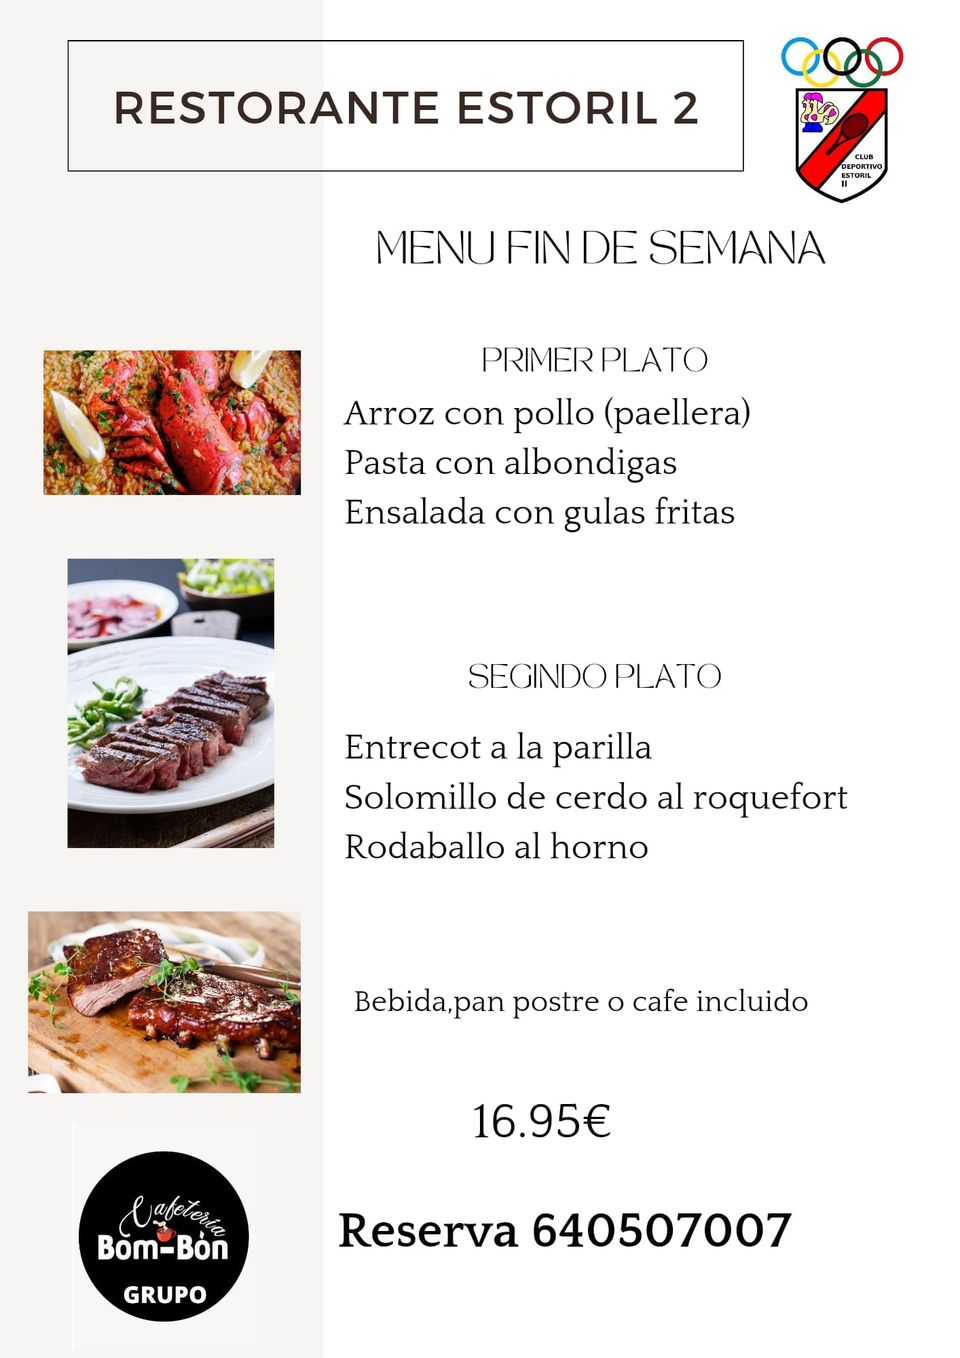 RESTORANTE ESTORIL 2
CLUB
DEPORTIVO
ESTORIL
II
MENU FIN DE SEMANA
PRIMER PLATO
Arroz con pollo (paellera)
Pasta con albondigas
Ensalada con gulas fritas
SEGINDO PLATO
Entrecot a la parilla
Solomillo de cerdo al roquefort
Rodaballo al horno
Bebida,pan postre o cafe incluido
16.95€
Reserva 640507007
Cafeteria
Bom-Bòn
GRUPO